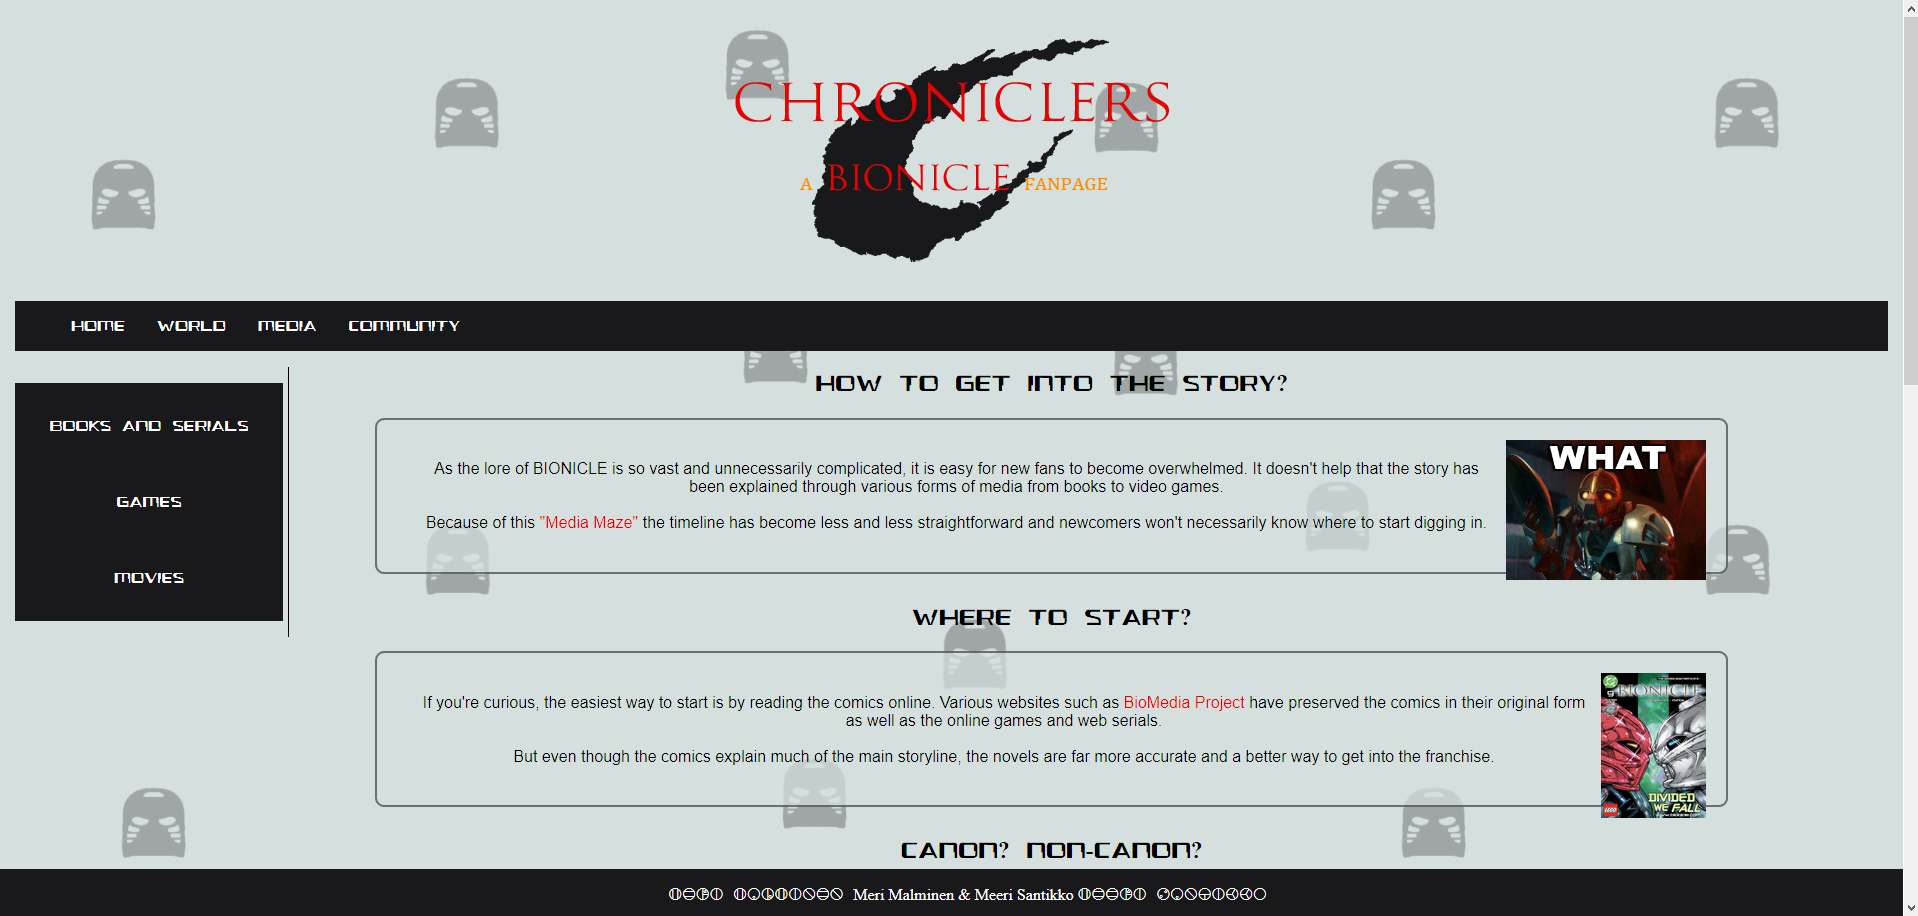 CHRONICLERS
A BIONICLE FANPAGE
HOME WORLD MEDIA COMMUNITY
HOW TO GET INTO THE STORY?
BOOKS AND SERIALS
GAMES
MOVIES
As the lore of BIONICLE is so vast and unnecessarily complicated, it is easy for new fans to become overwhelmed. It doesn't help that the story has
been explained through various forms of media from books to video games.
Because of this "Media Maze" the timeline has become less and less straightforward and newcomers won't necessarily know where to start digging in.
WHAT
WHERE TO START?
If you're curious, the easiest way to start is by reading the comics online. Various websites such as BioMedia Project have preserved the comics in their original form
as well as the online games and web serials.
But even though the comics explain much of the main storyline, the novels are far more accurate and a better way to get into the franchise.
9
BIONICLE
DIVIDED
WE FALL
LEGO
CANON? NON-CANON?
Meri Malminen & Meeri Santikko